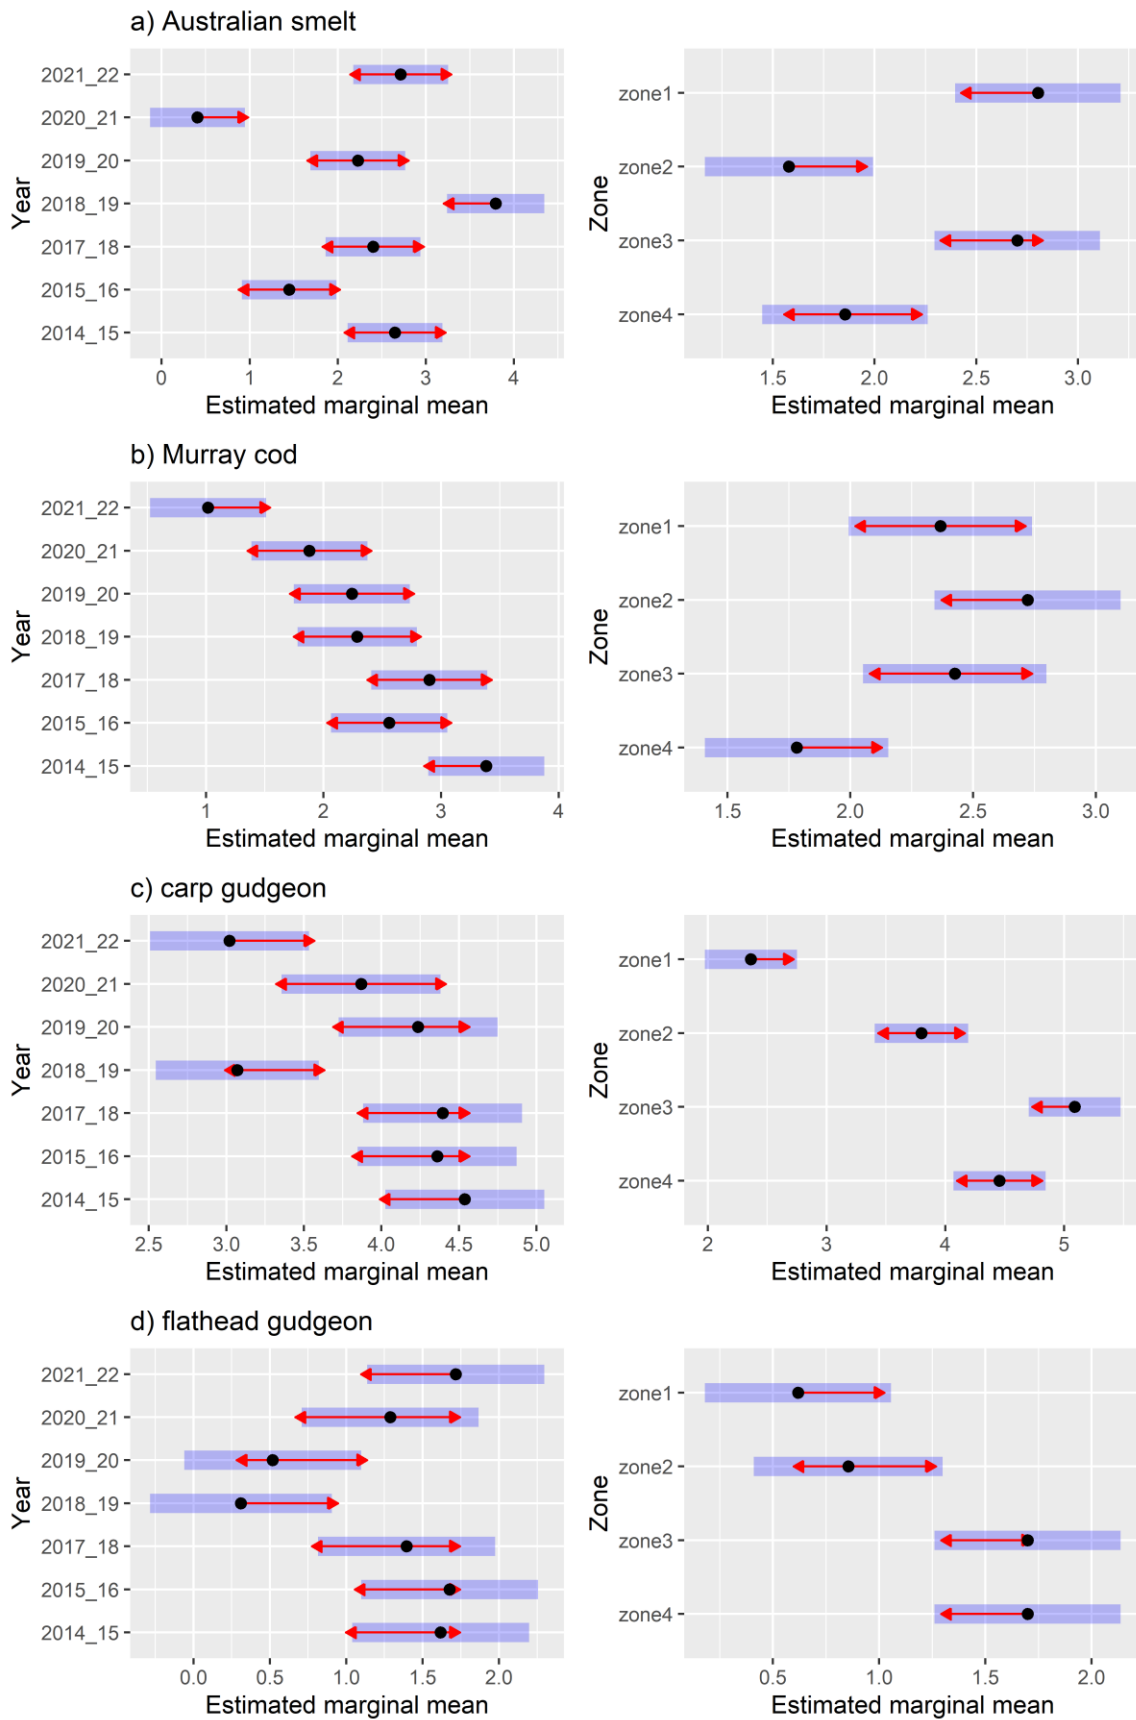 a) Australian smelt
Year
2021_22
2020_21
2019_20
2018_19
2017_18
2015_16
2014_15
0 1 2 3 4
Estimated marginal mean
Zone
zone1
zone2
zone3
zone4
1.5 2.0 2.5 3.0
Estimated marginal mean
b) Murray cod
Year
2021_22
2020_21
2019_20
2018_19
2017_18
2015_16
2014_15
1 2 3 4
Estimated marginal mean
Zone
zone1
zone2
zone3
zone4
1.5 2.0 2.5 3.0
Estimated marginal mean
c) carp gudgeon
Year
2021_22
2020_21
2019_20
2018_19
2017_18
2015_16
2014_15
2.5 3.0 3.5 4.0 4.5 5.0
Estimated marginal mean
Zone
zone1
zone2
zone3
zone4
2 3 4 5
Estimated marginal mean
d) flathead gudgeon
Year
2021_22
2020_21
2019_20
2018_19
2017_18
2015_16
2014_15
0.0 0.5 1.0 1.5 2.0
Estimated marginal mean
Zone
zone1
zone2
zone3
zone4
0.5 1.0 1.5 2.0
Estimated marginal mean